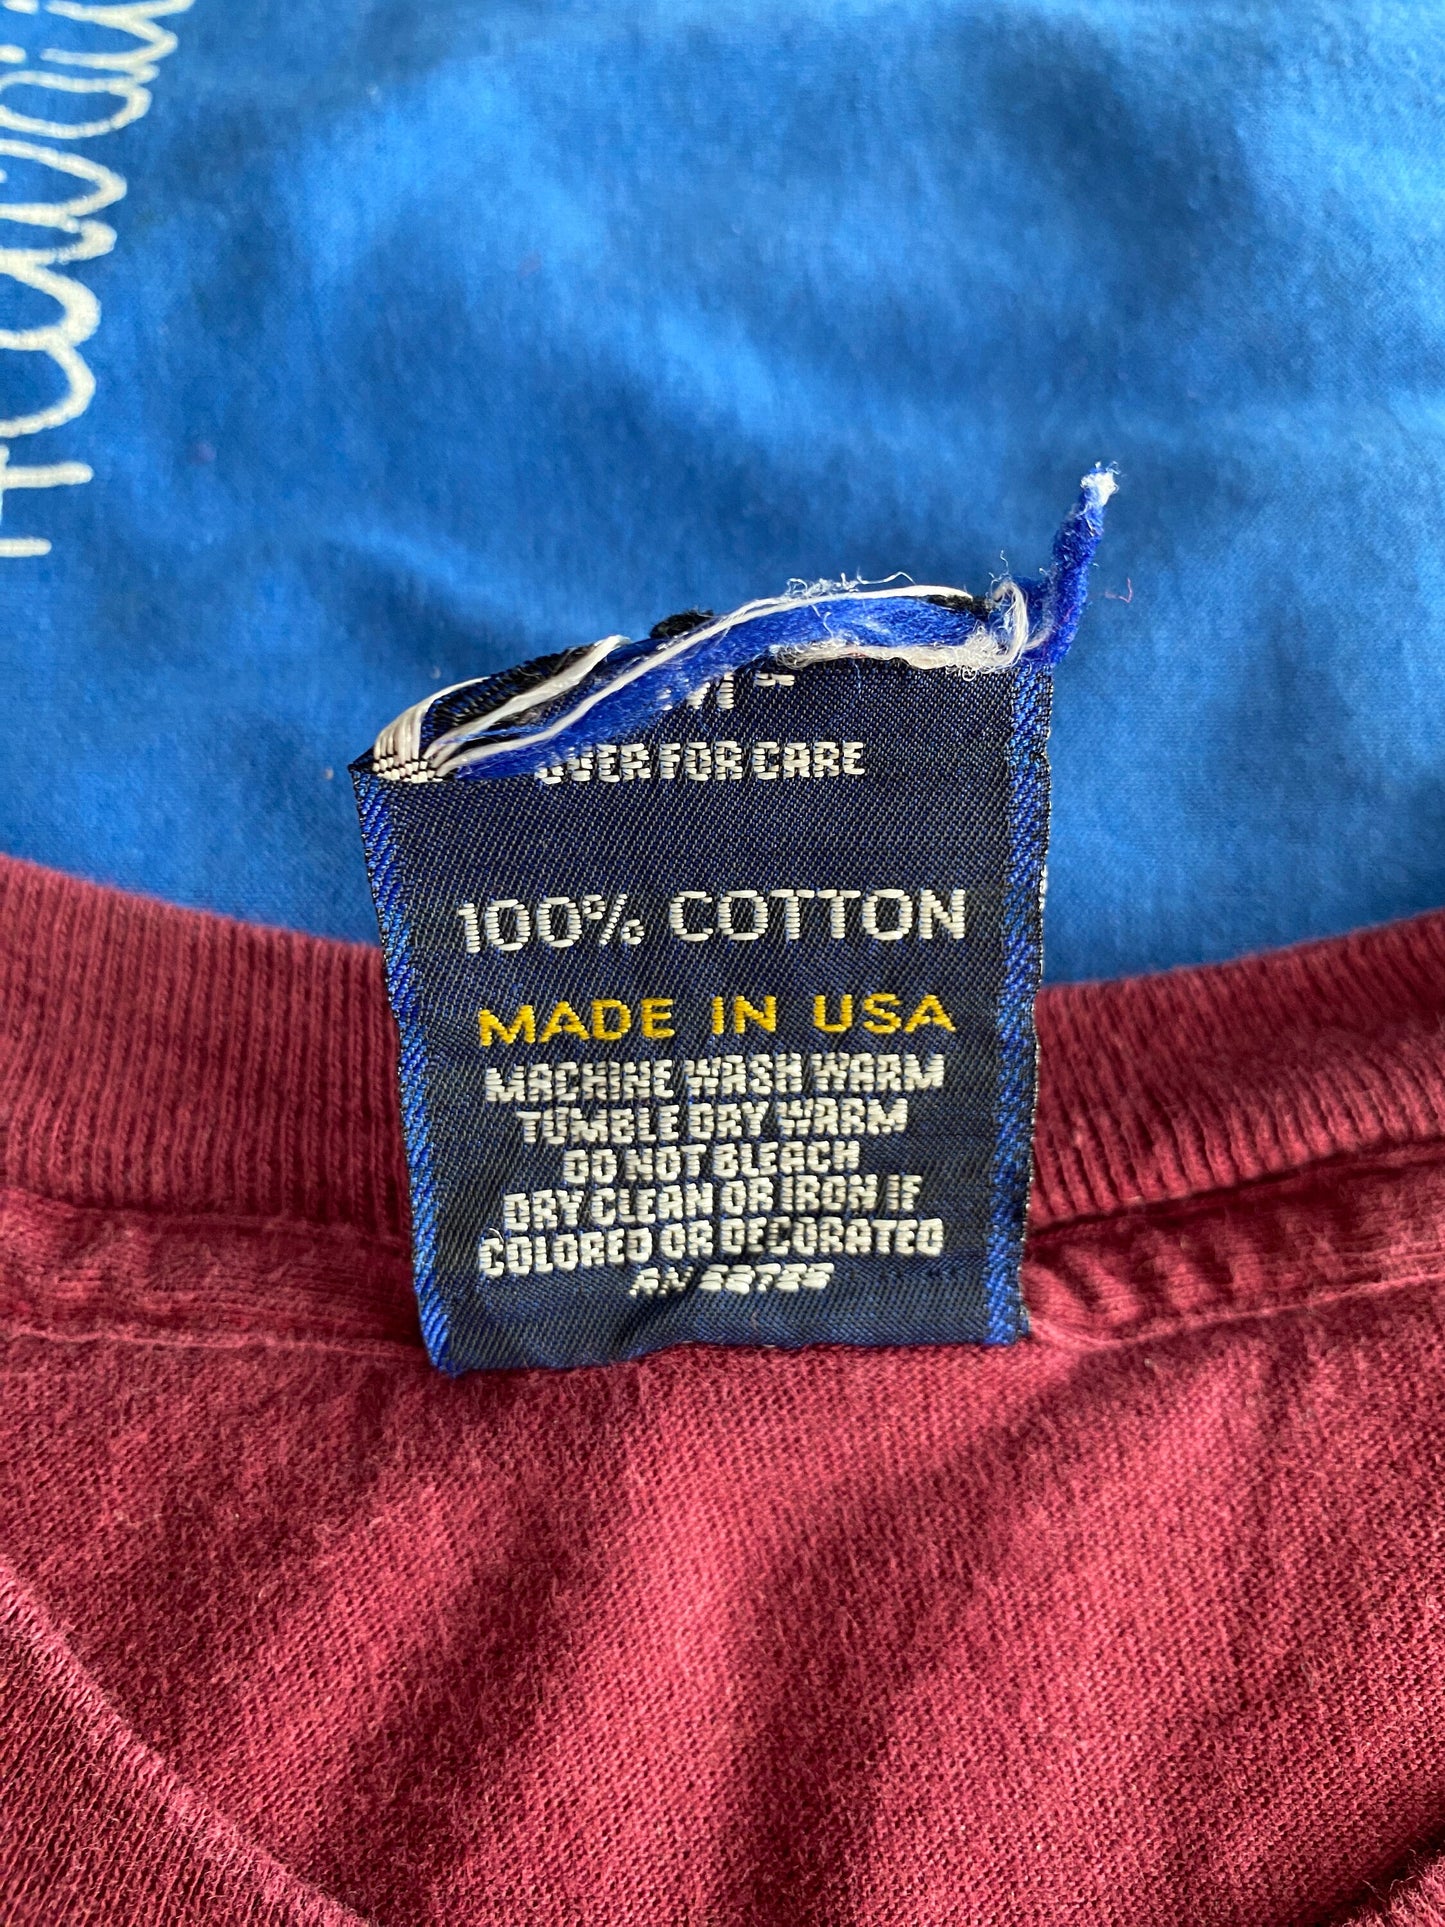 OVER FOR CARE
100% COTTON
MADE IN USA
MACHINE WASH WARM
TUMBLE DRY WARM
DO NOT BLEACH
DRY CLEAN OR IRON IF
COLORED OR DECORATED